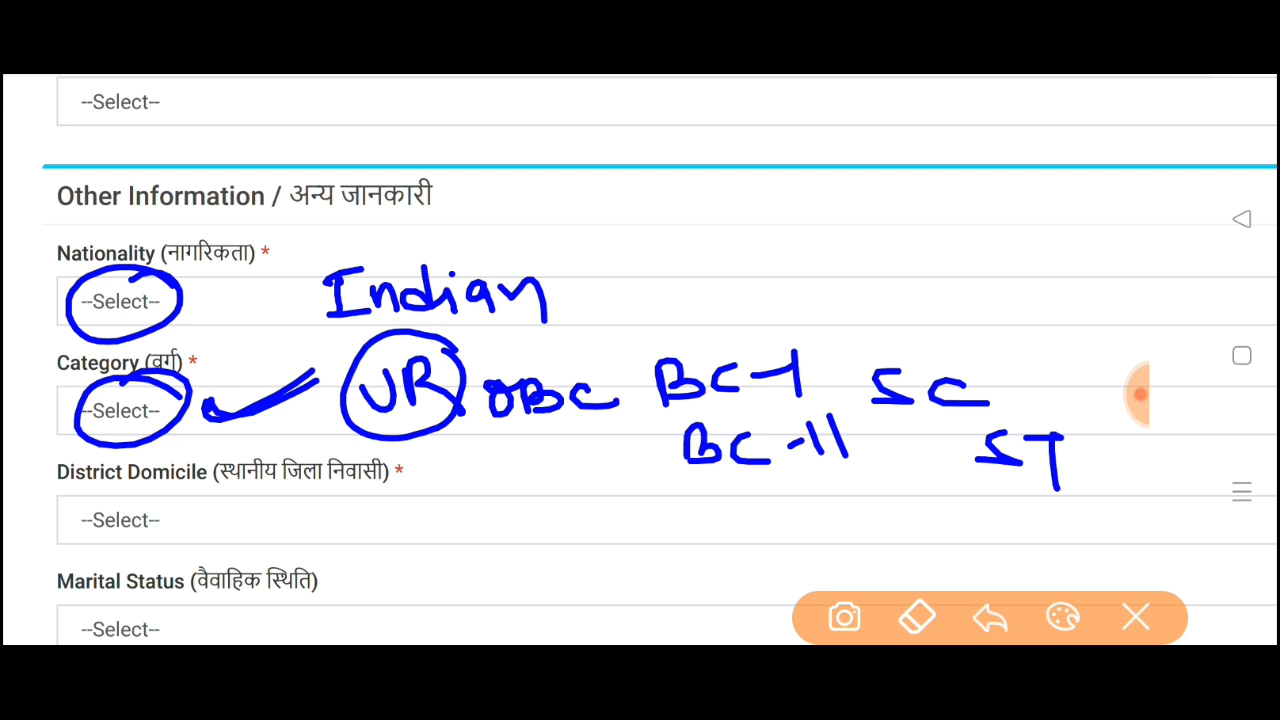 --Select--
Other Information / अन्य जानकारी
Nationality (नागरिकता) *
--Select-- Indian
Category (वर्ग) *
--Select-- UR OBC BC-1 SC
BC-11 ST
District Domicile (स्थानीय जिला निवासी) *
--Select--
Marital Status (वैवाहिक स्थिति)
--Select--